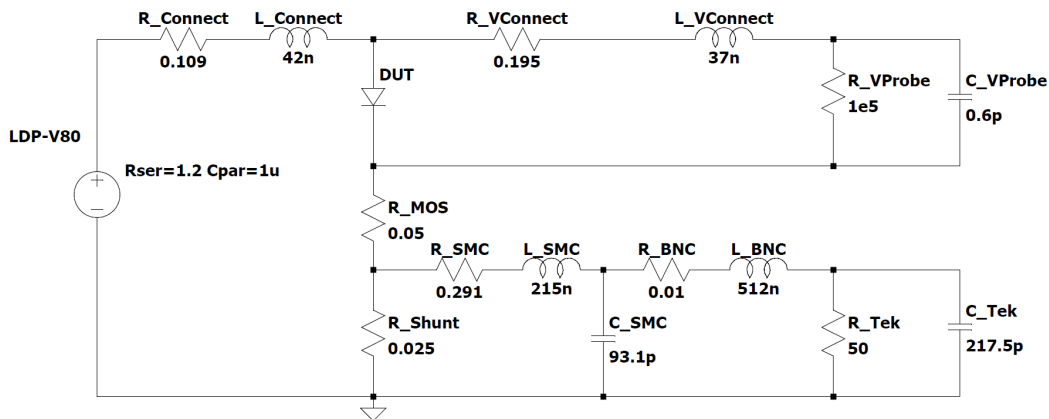 R_Connect
L_Connect
R_VConnect
L_VConnect
0.109
42n
0.195
37n
DUT
R_VProbe
1e5
C_VProbe
0.6p
LDP-V80
Rser=1.2 Cpar=1u
R_MOS
0.05
R_SMC
L_SMC
R_BNC
L_BNC
0.291
215n
0.01
512n
R_Shunt
0.025
C_SMC
93.1p
R_Tek
50
C_Tek
217.5p